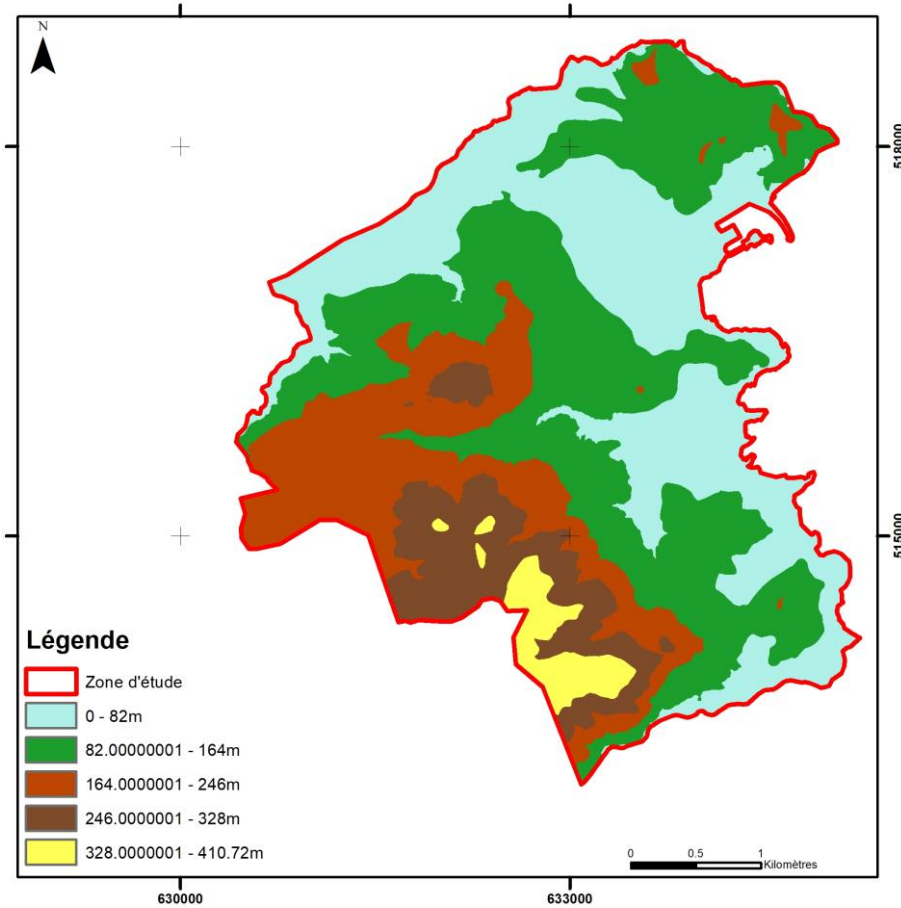 N
518000
515000
Légende
Zone d'étude
0 - 82m
82.00000001 - 164m
164.0000001 - 246m
246.0000001 - 328m
328.0000001 - 410.72m
0 0.5 1
Kilomètres
630000 633000